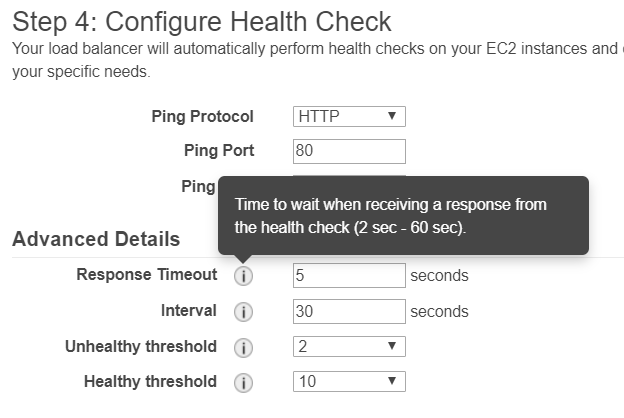 Step 4: Configure Health Check
Your load balancer will automatically perform health checks on your EC2 instances and
your specific needs.
Ping Protocol HTTP
Ping Port 80
Ping
Time to wait when receiving a response from
the health check (2 sec - 60 sec).
Advanced Details
Response Timeout i 5 seconds
Interval i 30 seconds
Unhealthy threshold i 2
Healthy threshold i 10